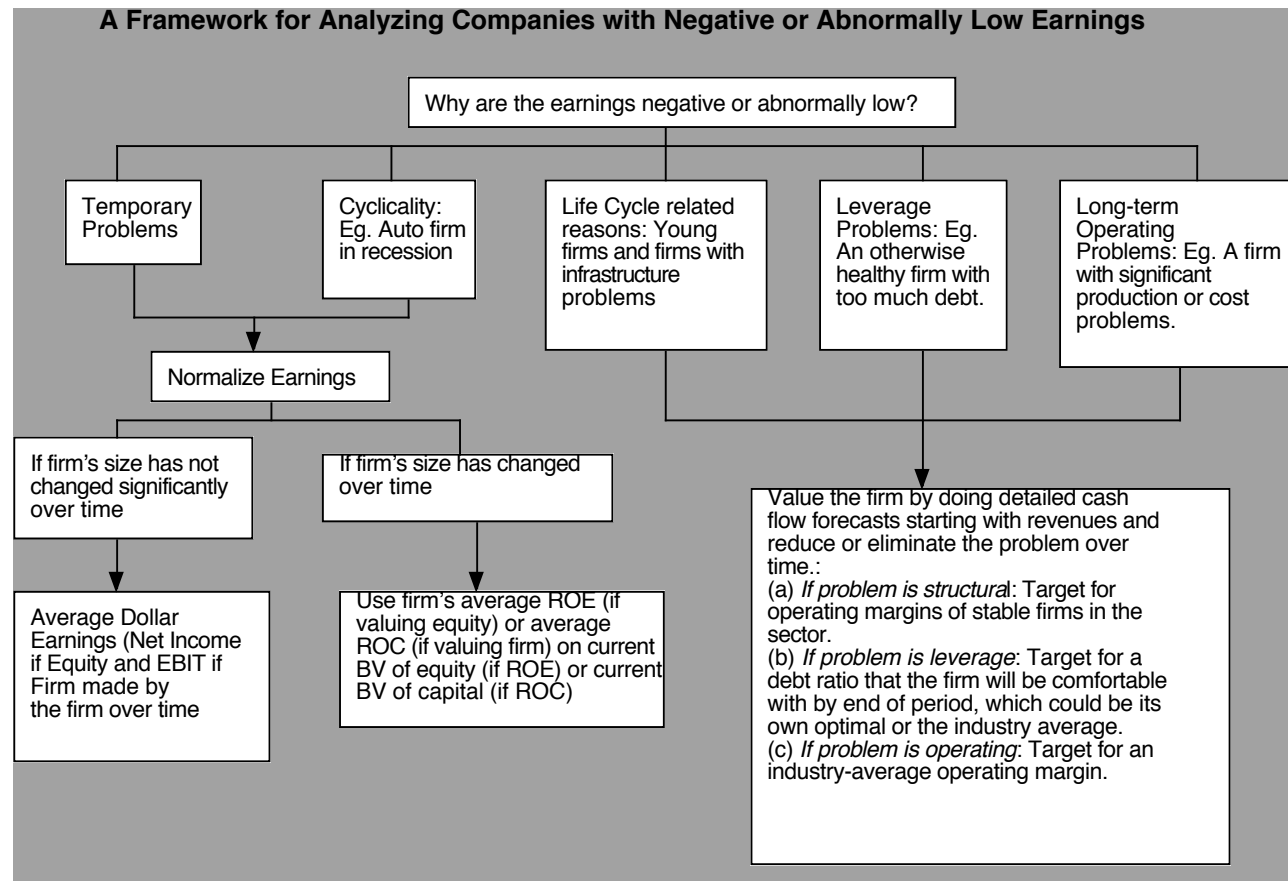 A Framework for Analyzing Companies with Negative or Abnormally Low Earnings
Why are the earnings negative or abnormally low?
Temporary
Problems
Cyclicality:
Eg. Auto firm
in recession
Life Cycle related
reasons: Young
firms and firms with
infrastructure
problems
Leverage
Problems: Eg.
An otherwise
healthy firm with
too much debt.
Long-term
Operating
Problems: Eg. A firm
with significant
production or cost
problems.
Normalize Earnings
If firm’s size has not
changed significantly
over time
If firm’s size has changed
over time
Average Dollar
Earnings (Net Income
if Equity and EBIT if
Firm made by
the firm over time
Use firm’s average ROE (if
valuing equity) or average
ROC (if valuing firm) on current
BV of equity (if ROE) or current
BV of capital (if ROC)
Value the firm by doing detailed cash
flow forecasts starting with revenues and
reduce or eliminate the problem over
time.:
(a) If problem is structural: Target for
operating margins of stable firms in the
sector.
(b) If problem is leverage: Target for a
debt ratio that the firm will be comfortable
with by end of period, which could be its
own optimal or the industry average.
(c) If problem is operating: Target for an
industry-average operating margin.